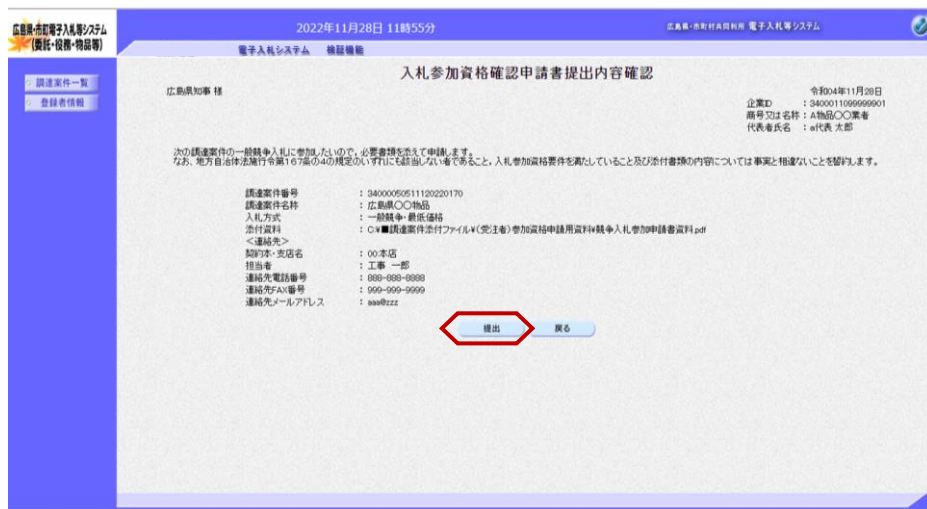 広島県・市町電子入札等システム
(委託・役務・物品等)
2022年11月28日 11時55分
広島県・市町村共同利用 電子入札等システム
電子入札システム 検証機能
調達案件一覧
登録者情報
入札参加資格確認申請書提出内容確認
広島県知事 様
令和04年11月28日
企業ID : 3400011099999901
商号又は名称 : A物品〇〇業者
代表者氏名 : a代表 太郎
次の調達案件の一般競争入札に参加したいので、必要書類を添えて申請します。
なお、地方自治体法施行令第167条の4の規定のいずれにも該当しない者であること、入札参加資格要件を満たしていること及び添付書類の内容については事実と相違ないことを誓約します。
調達案件番号 : 34000050511120220170
調達案件名称 : 広島県〇〇物品
入札方式 : 一般競争・最低価格
添付資料 : C:¥■調達案件添付ファイル¥(受注者)参加資格申請用資料¥競争入札参加申請書資料.pdf
<連絡先>
契約本・支店名 : 00本店
担当者 : 工事 一郎
連絡先電話番号 : 888-888-8888
連絡先FAX番号 : 999-999-9999
連絡先メールアドレス : aaa@zzz
提出 戻る